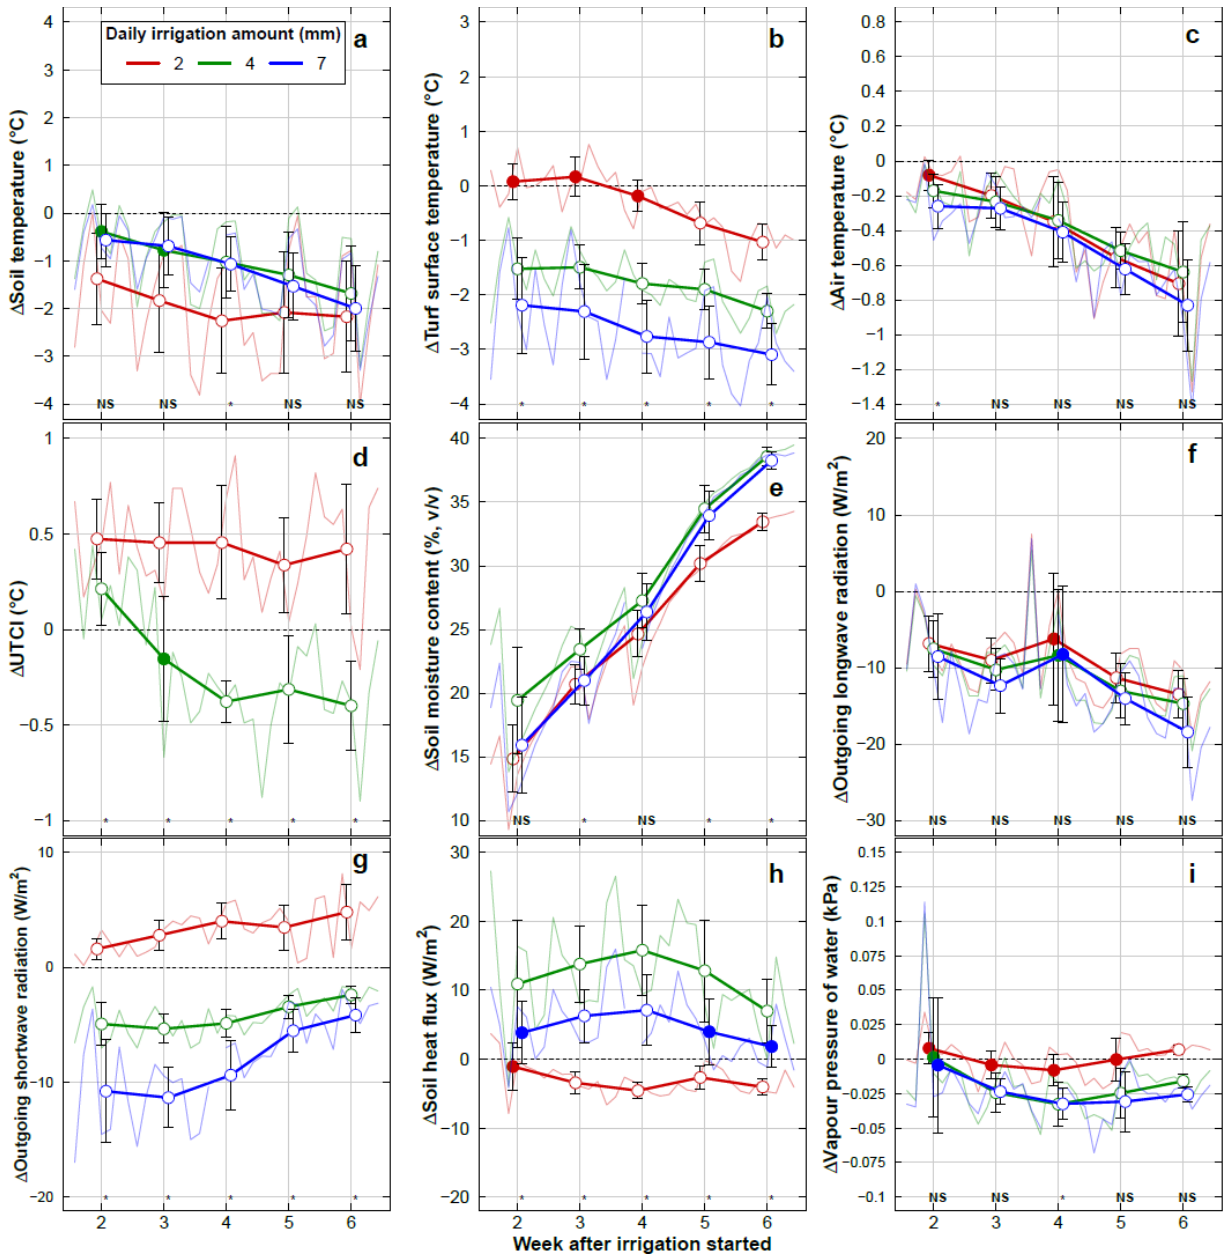 Daily irrigation amount (mm)
2 4 7
a
ΔSoil temperature (°C)
4
3
2
1
0
−1
−2
−3
−4
NS NS * NS NS
b
ΔTurf surface temperature (°C)
3
2
1
0
−1
−2
−3
−4
* * * * *
c
ΔAir temperature (°C)
0.8
0.6
0.4
0.2
0
−0.2
−0.4
−0.6
−0.8
−1
−1.2
−1.4
* NS NS NS NS
d
ΔUTCI (°C)
1
0.5
0
−0.5
−1
* * * * *
e
ΔSoil moisture content (%, v/v)
40
35
30
25
20
15
10
NS * NS * *
f
ΔOutgoing longwave radiation (W/m²)
20
10
0
−10
−20
−30
NS NS NS NS NS
g
ΔOutgoing shortwave radiation (W/m²)
10
0
−10
−20
* * * * *
2 3 4 5 6
h
ΔSoil heat flux (W/m²)
30
20
10
0
−10
−20
* * * * *
2 3 4 5 6
i
ΔVapour pressure of water (kPa)
0.15
0.125
0.1
0.075
0.05
0.025
0
−0.025
−0.05
−0.075
−0.1
NS NS * NS NS
2 3 4 5 6
Week after irrigation started